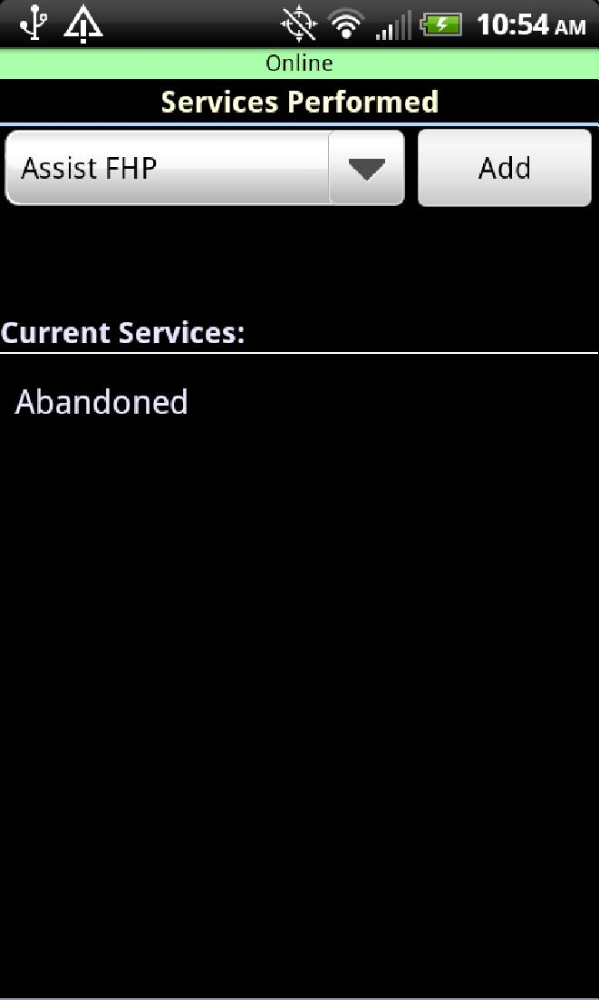 10:54 AM
Online
Services Performed
Assist FHP
Add
Current Services:
Abandoned